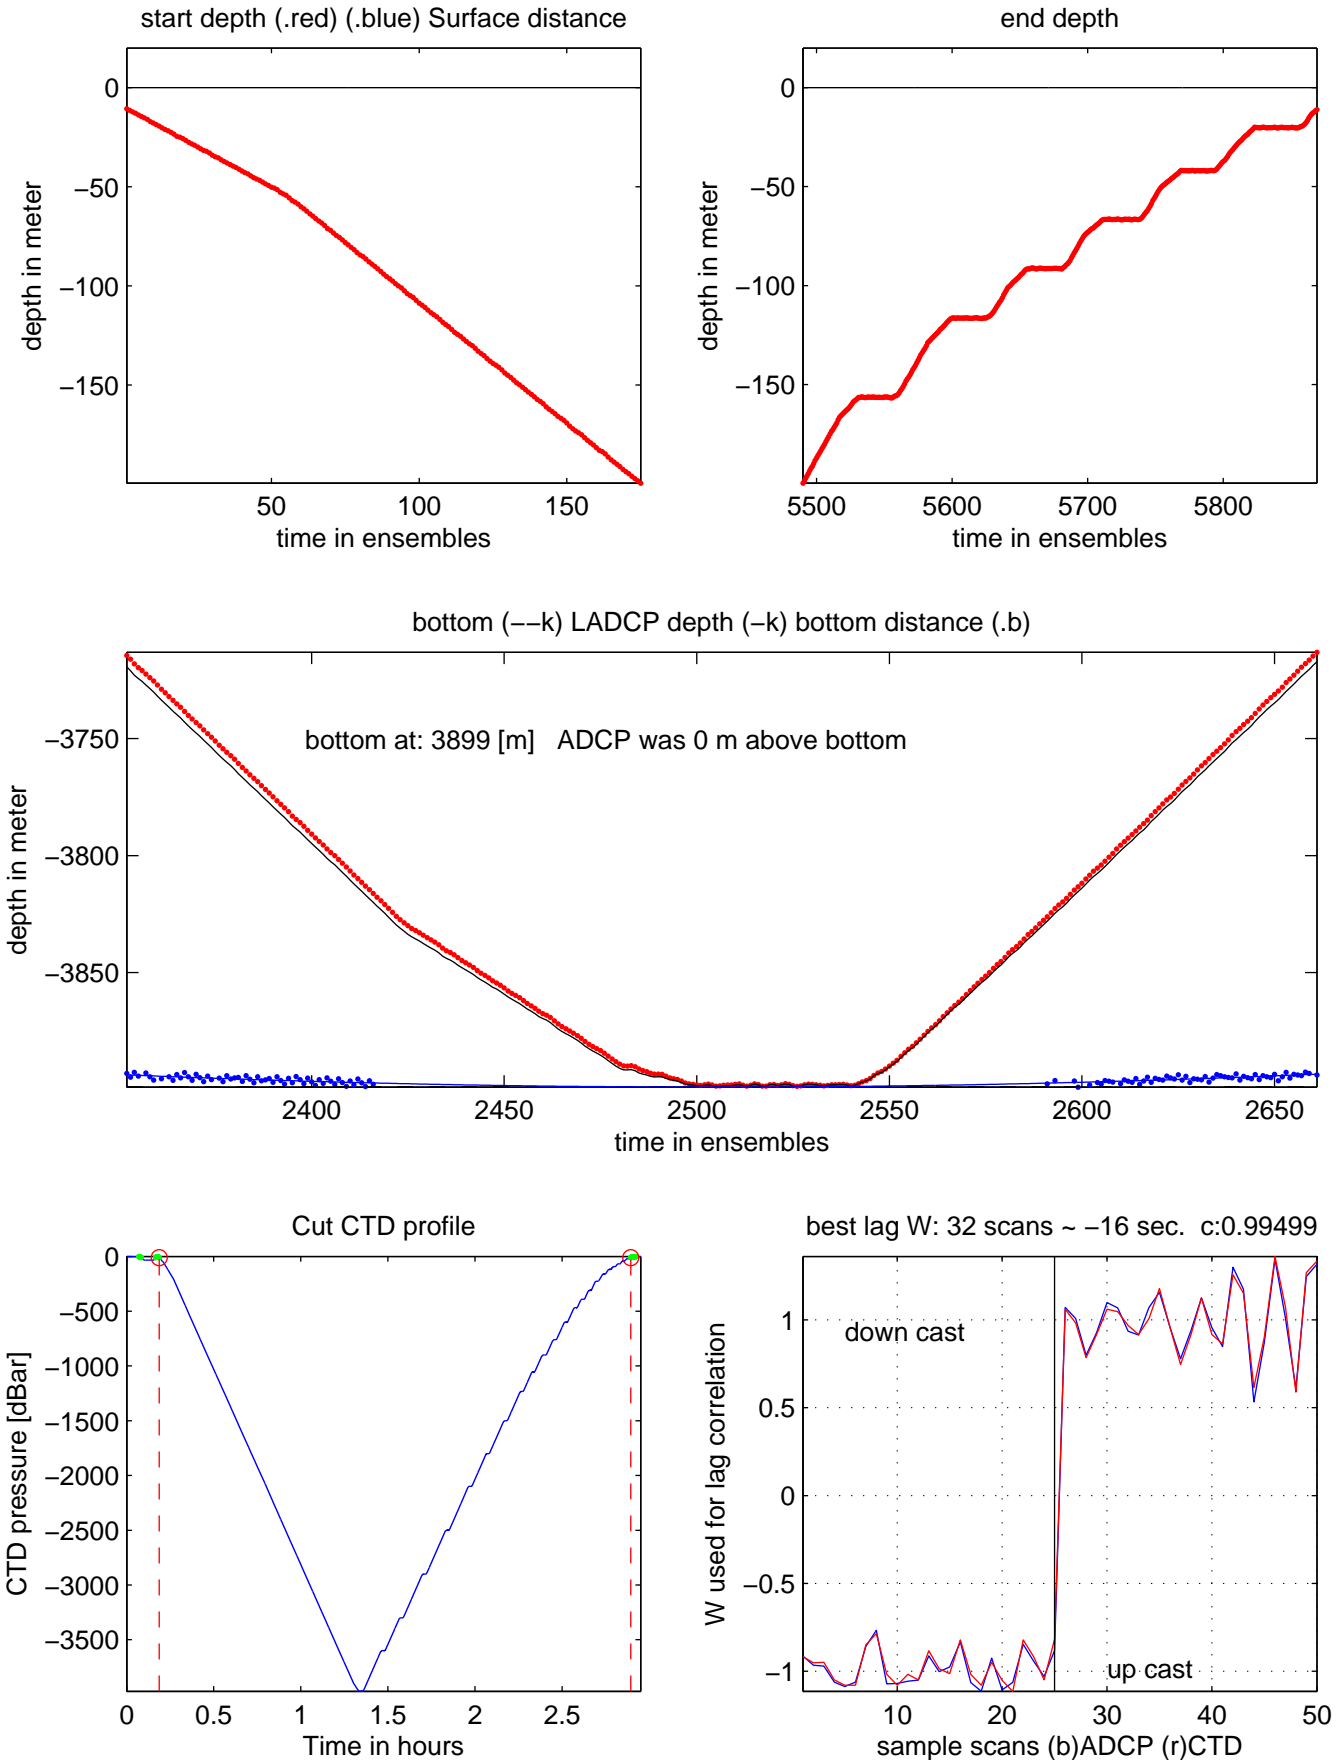 start depth (.red) (.blue) Surface distance
0
−50
−100
−150
depth in meter
50 100 150
time in ensembles
end depth
0
−50
−100
−150
depth in meter
5500 5600 5700 5800
time in ensembles
bottom (−−k) LADCP depth (−k) bottom distance (.b)
bottom at: 3899 [m] ADCP was 0 m above bottom
−3750
−3800
−3850
depth in meter
2400 2450 2500 2550 2600 2650
time in ensembles
Cut CTD profile
0
−500
−1000
−1500
−2000
−2500
−3000
−3500
CTD pressure [dBar]
0 0.5 1 1.5 2 2.5
Time in hours
best lag W: 32 scans ~ −16 sec. c:0.99499
1
0.5
0
−0.5
−1
W used for lag correlation
down cast
up cast
10 20 30 40 50
sample scans (b)ADCP (r)CTD